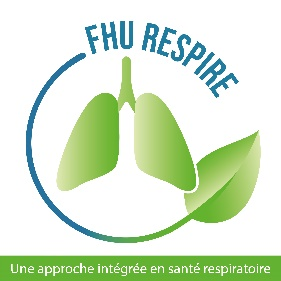 FHU RESPIRE
Une approche intégrée en santé respiratoire